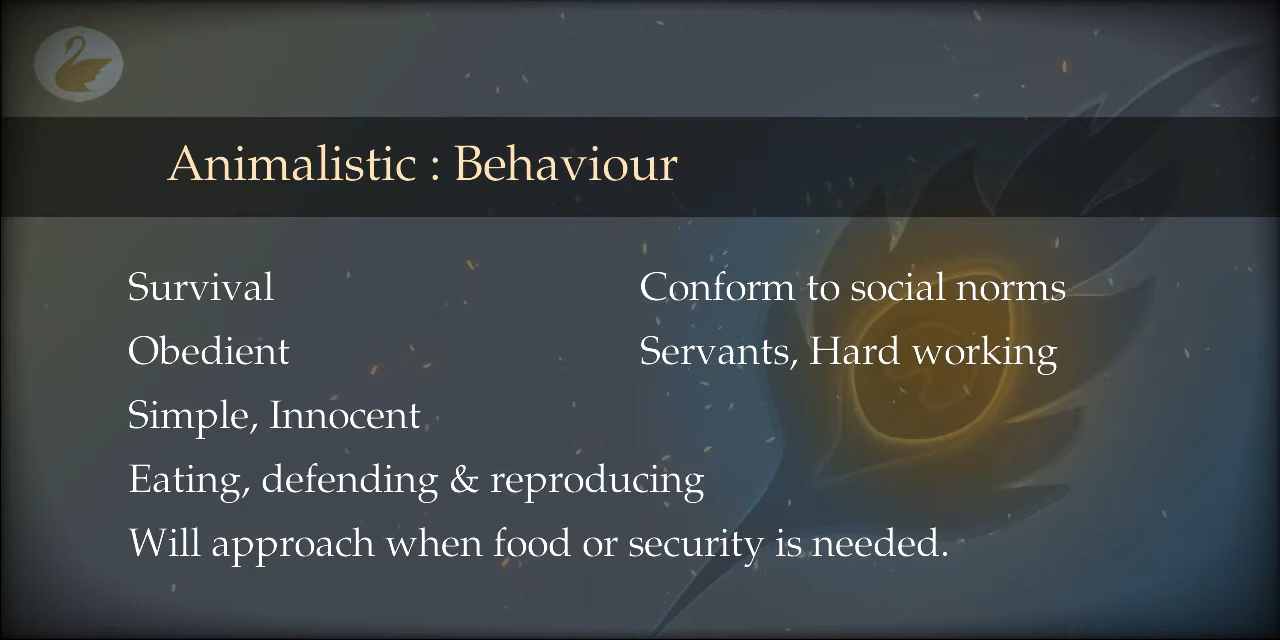 Animalistic : Behaviour
Survival
Obedient
Simple, Innocent
Eating, defending & reproducing
Will approach when food or security is needed.
Conform to social norms
Servants, Hard working